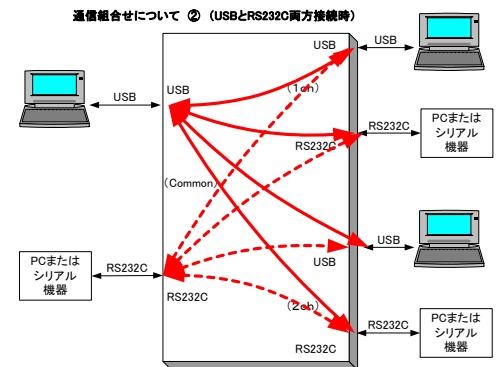 通信組合せについて ② (USBとRS232C両方接続時)
USB
USB
USB
USB
(1ch)
RS232C
RS232C
PCまたは
シリアル
機器
(Common)
USB
USB
PCまたは
シリアル
機器
RS232C
RS232C
(2ch)
RS232C
RS232C
PCまたは
シリアル
機器